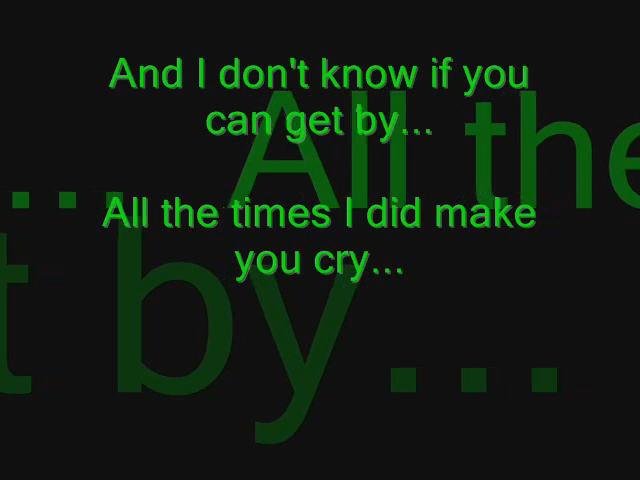 And I don't know if you
can get by...
... All the
All the times I did make
you cry...
t by...